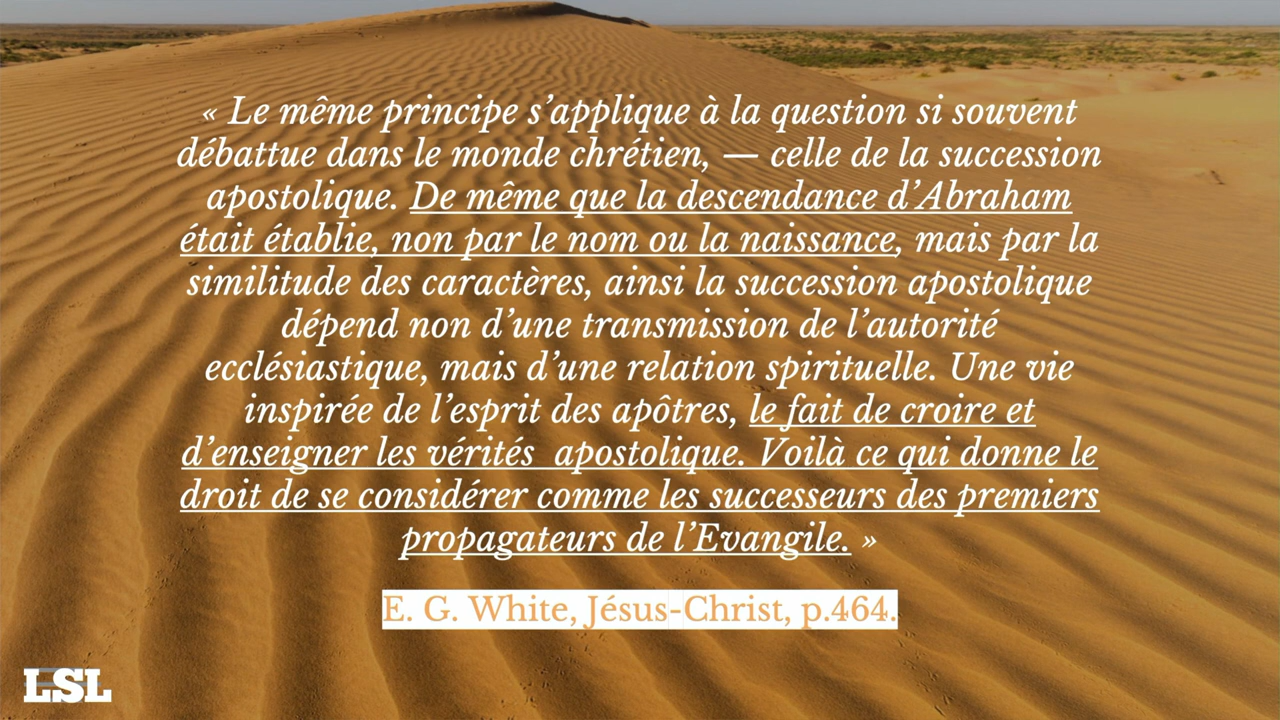 « Le même principe s’applique à la question si souvent
débattue dans le monde chrétien, — celle de la succession
apostolique. De même que la descendance d’Abraham
était établie, non par le nom ou la naissance, mais par la
similitude des caractères, ainsi la succession apostolique
dépend non d’une transmission de l’autorité
ecclésiastique, mais d’une relation spirituelle. Une vie
inspirée de l’esprit des apôtres, le fait de croire et
d’enseigner les vérités  apostolique. Voilà ce qui donne le
droit de se considérer comme les successeurs des premiers
propagateurs de l’Evangile. »
E. G. White, Jésus-Christ, p.464.
LSL